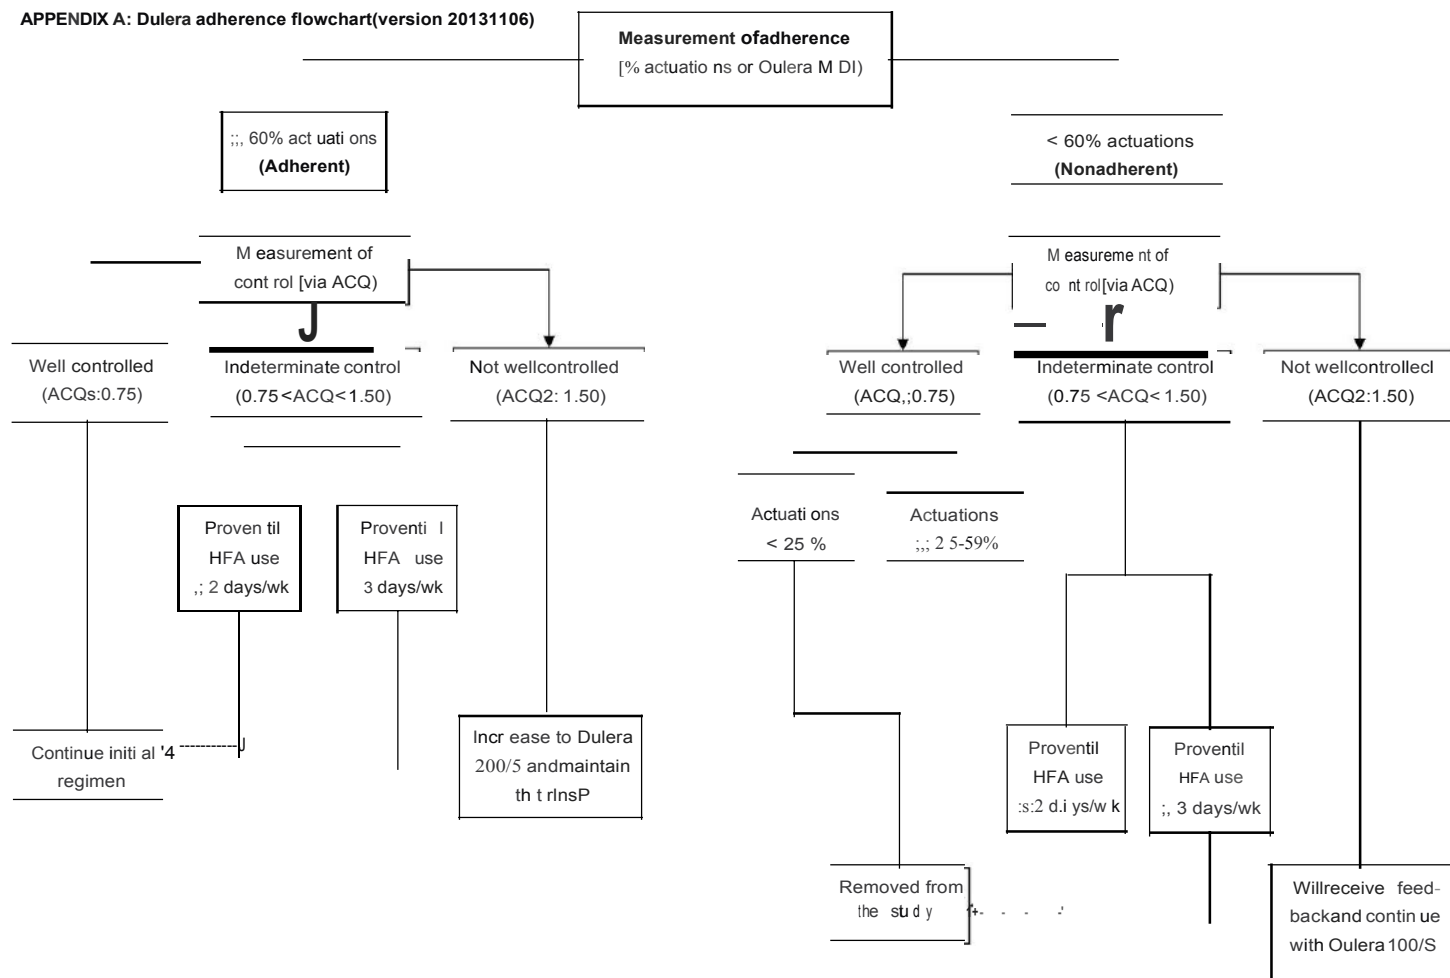 APPENDIX A: Dulera adherence flowchart(version 20131106)
Measurement ofadherence
[% actuatio ns or Oulera M DI)
;;, 60% act uati ons
(Adherent)
< 60% actuations
(Nonadherent)
M easurement of
cont rol [via ACQ)
J
M easureme nt of
co nt rol[via ACQ)
— r
Well controlled
(ACQs:0.75)
Indeterminate control
(0.75 <ACQ< 1.50)
Not wellcontrolled
(ACQ2: 1.50)
Well controlled
(ACQ,;0.75)
Indeterminate control
(0.75 <ACQ< 1.50)
Not wellcontrollecl
(ACQ2:1.50)
Proven til
HFA use
,; 2 days/wk
Proventi l
HFA use
3 days/wk
Actuati ons
< 25 %
Actuations
;,; 2 5-59%
Continue initi al '4
regimen
Incr ease to Dulera
200/5 andmaintain
th t rlnsP
Proventil
HFA use
:s:2 d.i ys/w k
Proventil
HFA use
;, 3 days/wk
Removed from
the stu d y
Willreceive feed-
backand contin ue
with Oulera 100/S